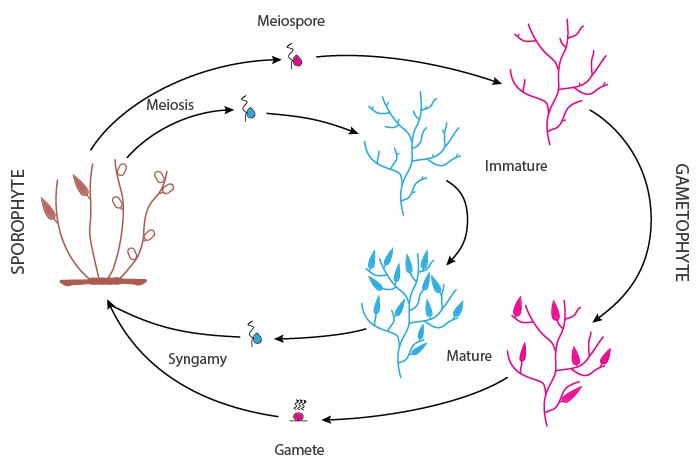 Meiospore
Meiosis
Immature
SPOROPHYTE
GAMETOPHYTE
Mature
Syngamy
Gamete